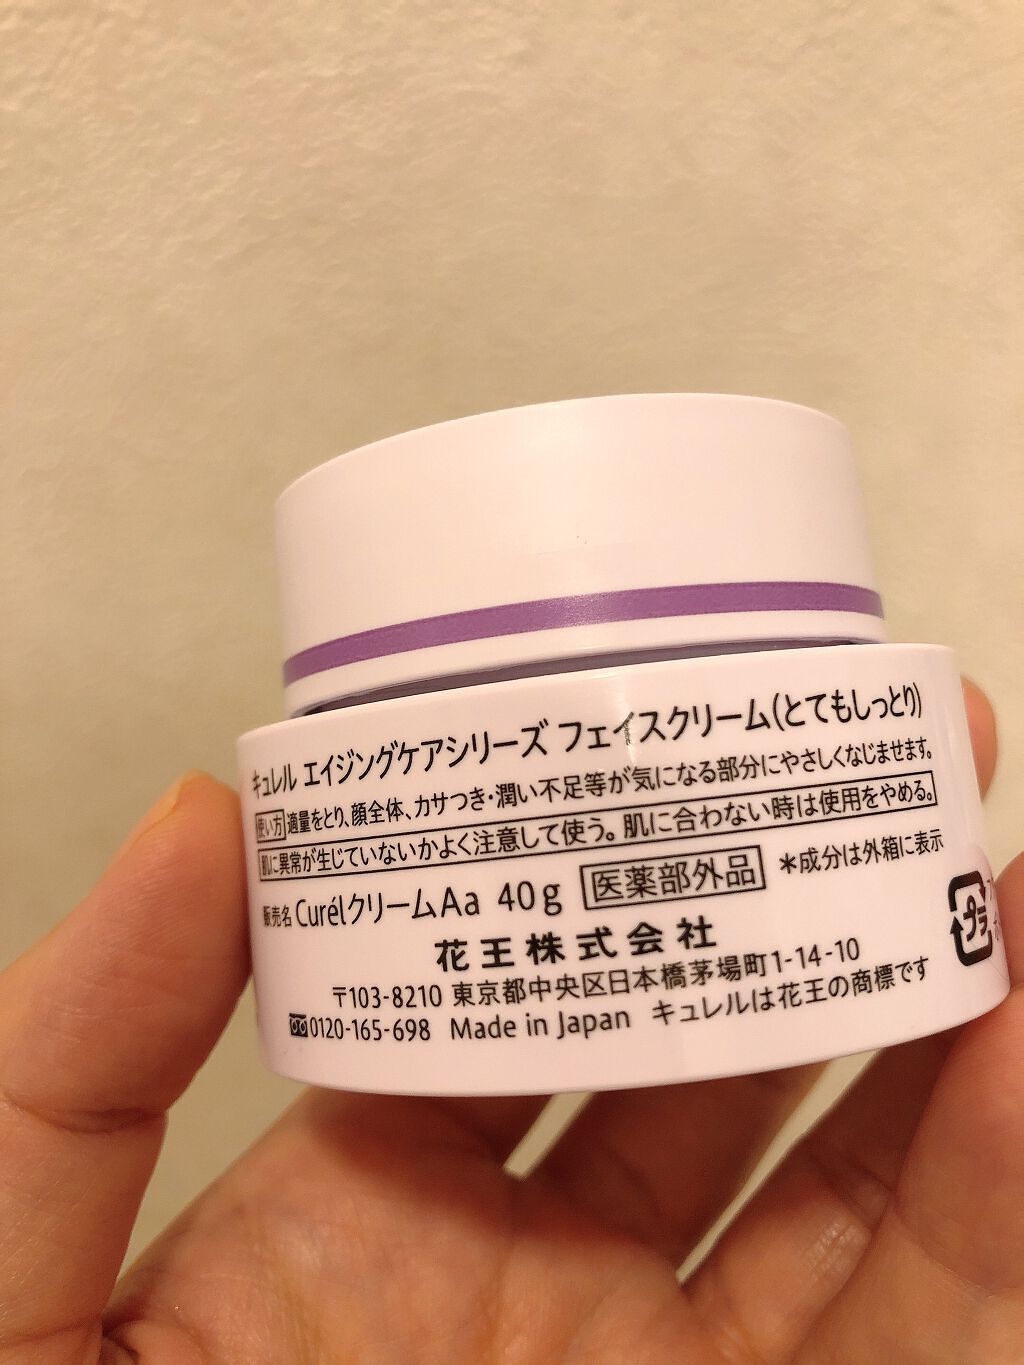 キュレル エイジングケアシリーズ フェイスクリーム(とてもしっとり)
使い方 適量をとり、顔全体、カサつき・潤い不足等が気になる部分にやさしくなじませます。
肌に異常が生じていないかよく注意して使う。肌に合わない時は使用をやめる。
販売名 CurélクリームAa 40g 医薬部外品 *成分は外箱に表示
花王株式会社
〒103-8210 東京都中央区日本橋茅場町1-14-10
0120-165-698 Made in Japan キュレルは花王の商標です
プラ